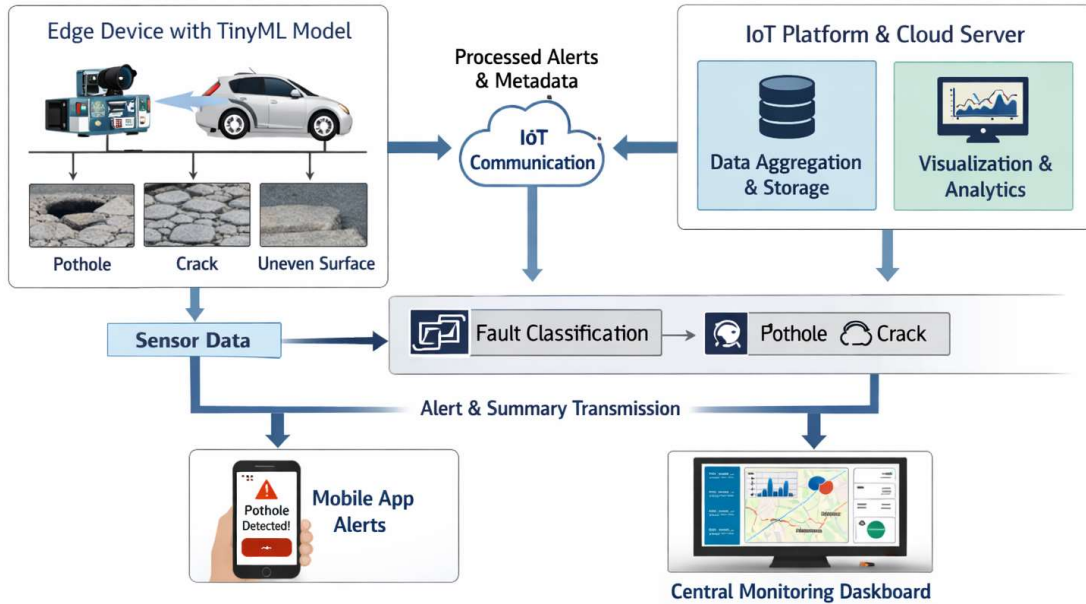 Edge Device with TinyML Model
Pothole
Crack
Uneven Surface
Processed Alerts
& Metadata
IoT
Communication
IoT Platform & Cloud Server
Data Aggregation
& Storage
Visualization &
Analytics
Sensor Data
Fault Classification
Pothole
Crack
Alert & Summary Transmission
Pothole
Detected!
Mobile App
Alerts
Central Monitoring Daskboard